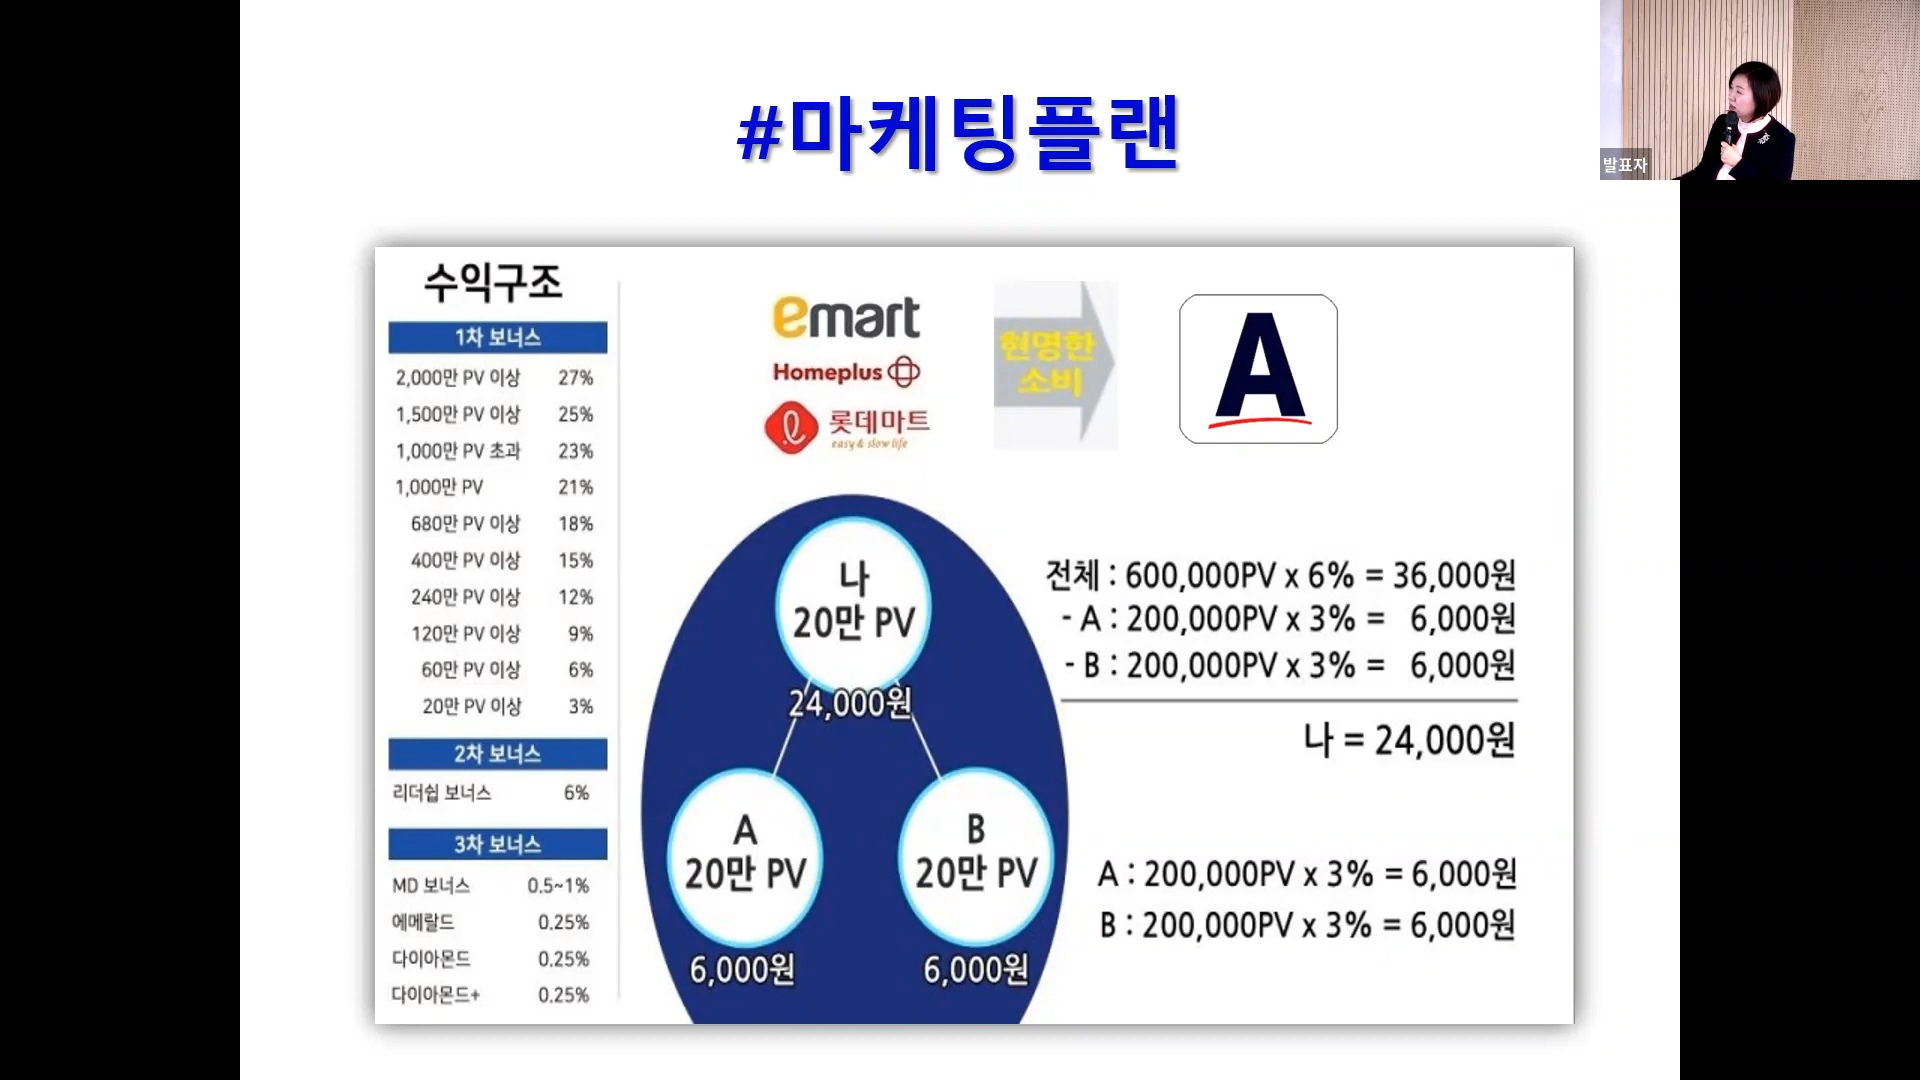 #마케팅플랜
발표자
수익구조
1차 보너스
2,000만 PV 이상 27%
1,500만 PV 이상 25%
1,000만 PV 초과 23%
1,000만 PV 21%
680만 PV 이상 18%
400만 PV 이상 15%
240만 PV 이상 12%
120만 PV 이상 9%
60만 PV 이상 6%
20만 PV 이상 3%
2차 보너스
리더쉽 보너스 6%
3차 보너스
MD 보너스 0.5~1%
에메랄드 0.25%
다이아몬드 0.25%
다이아몬드+ 0.25%
emart
Homeplus
롯데마트
easy & slow life
현명한
소비
A
나
20만 PV
24,000원
A
20만 PV
6,000원
B
20만 PV
6,000원
전체 : 600,000PV x 6% = 36,000원
- A : 200,000PV x 3% = 6,000원
- B : 200,000PV x 3% = 6,000원
나 = 24,000원
A : 200,000PV x 3% = 6,000원
B : 200,000PV x 3% = 6,000원